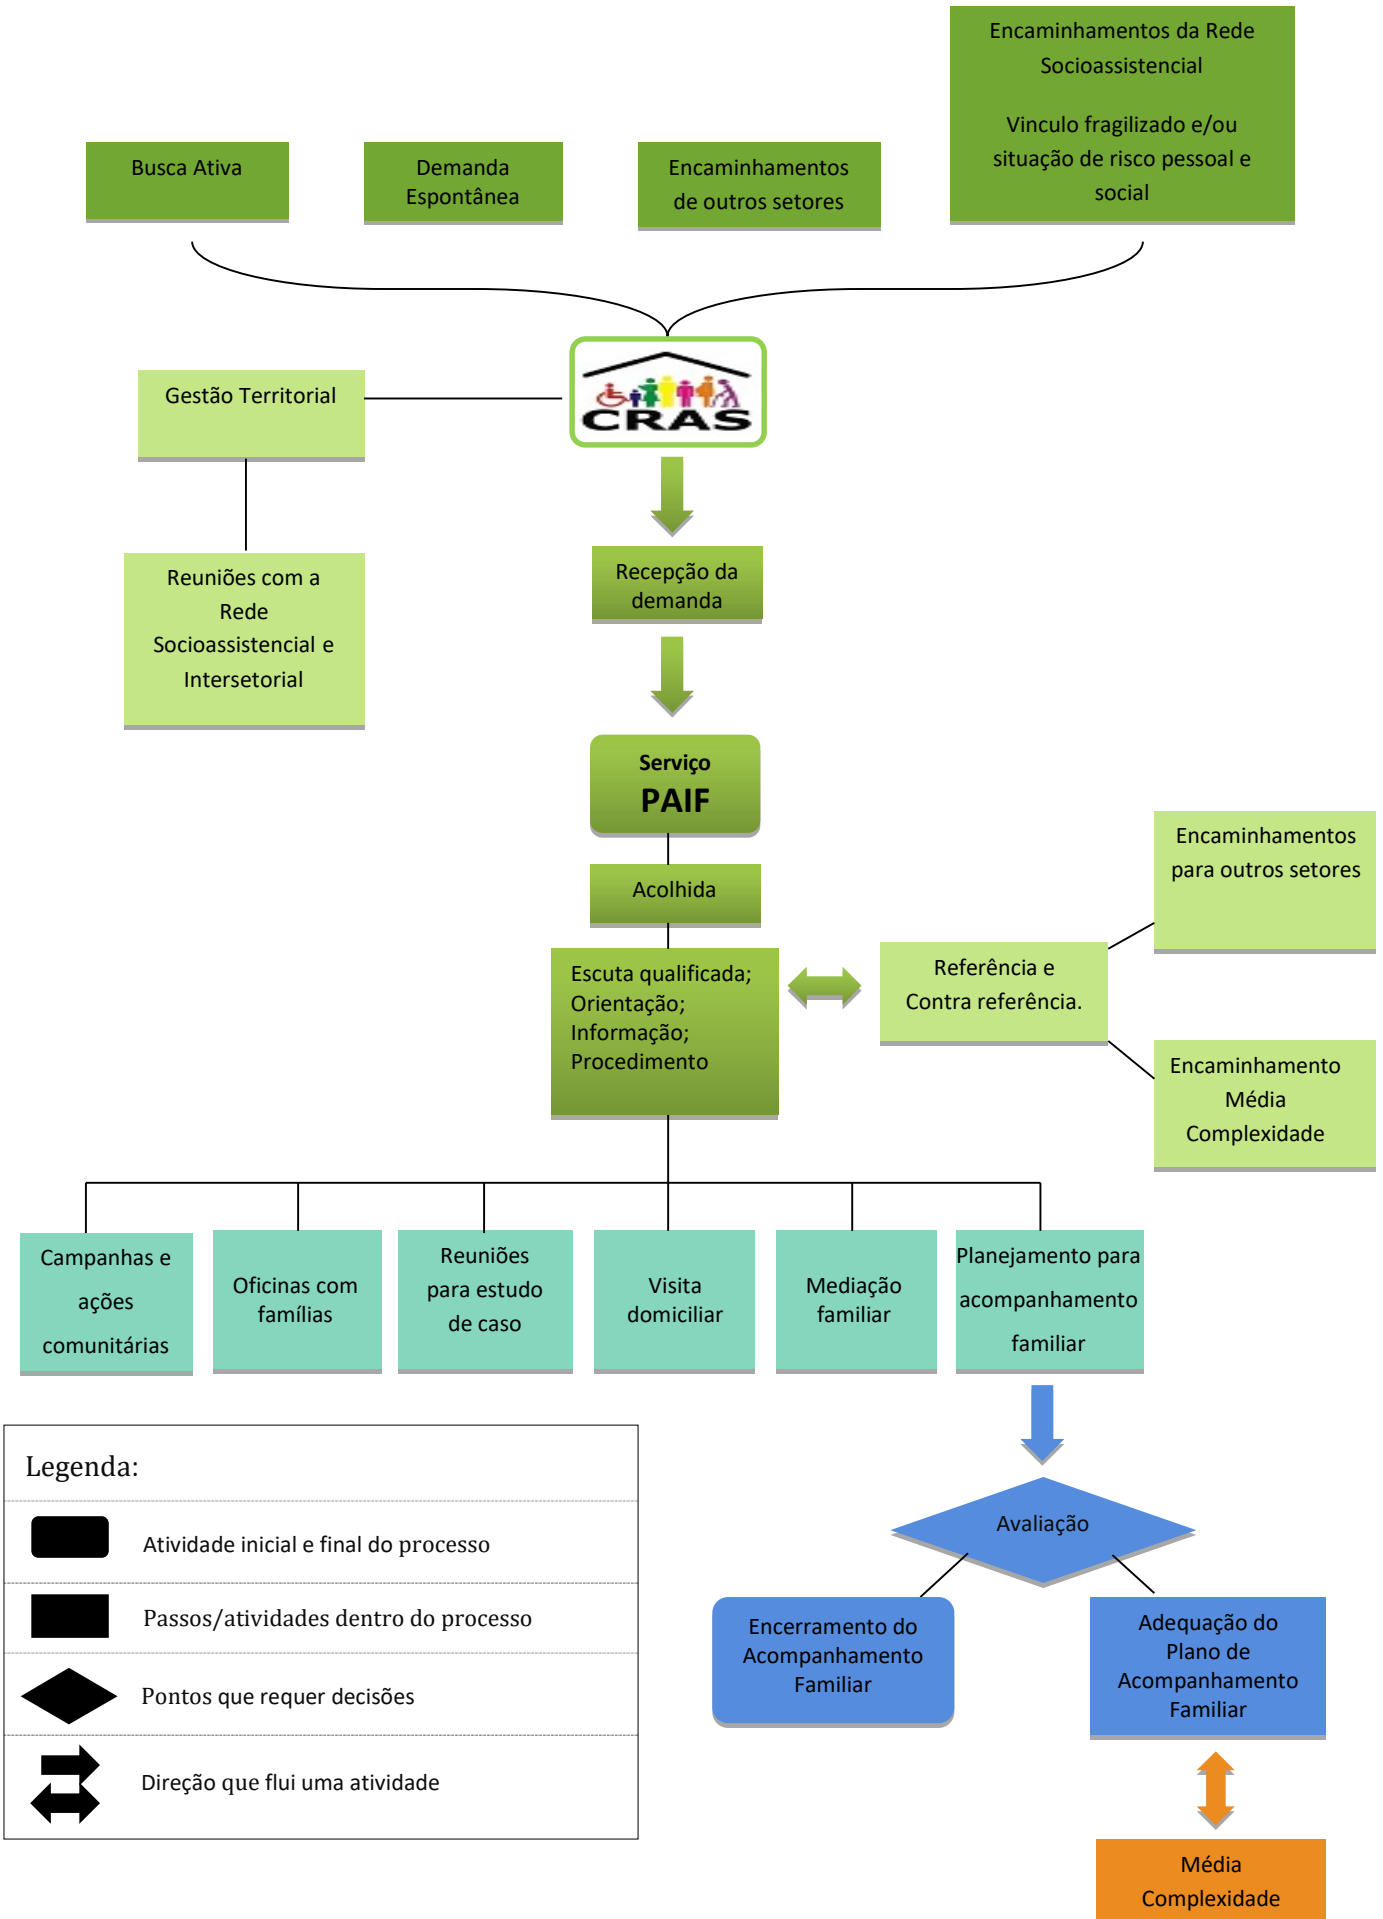 Encaminhamentos da Rede
Socioassistencial
Vinculo fragilizado e/ou
situação de risco pessoal e
social
Busca Ativa
Demanda
Espontânea
Encaminhamentos
de outros setores
CRAS
Gestão Territorial
Reuniões com a
Rede
Socioassistencial e
Intersetorial
Recepção da
demanda
Serviço
PAIF
Acolhida
Escuta qualificada;
Orientação;
Informação;
Procedimento
Referência e
Contra referência.
Encaminhamentos
para outros setores
Encaminhamento
Média
Complexidade
Campanhas e
ações
comunitárias
Oficinas com
famílias
Reuniões
para estudo
de caso
Visita
domiciliar
Mediação
familiar
Planejamento para
acompanhamento
familiar
Avaliação
Encerramento do
Acompanhamento
Familiar
Adequação do
Plano de
Acompanhamento
Familiar
Média
Complexidade
Legenda:
Atividade inicial e final do processo
Passos/atividades dentro do processo
Pontos que requer decisões
Direção que flui uma atividade